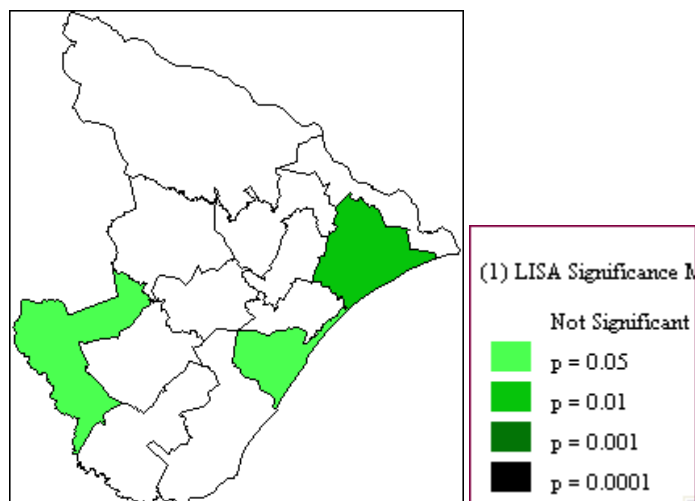 (1) LISA Significance M
Not Significant
p = 0.05
p = 0.01
p = 0.001
p = 0.0001